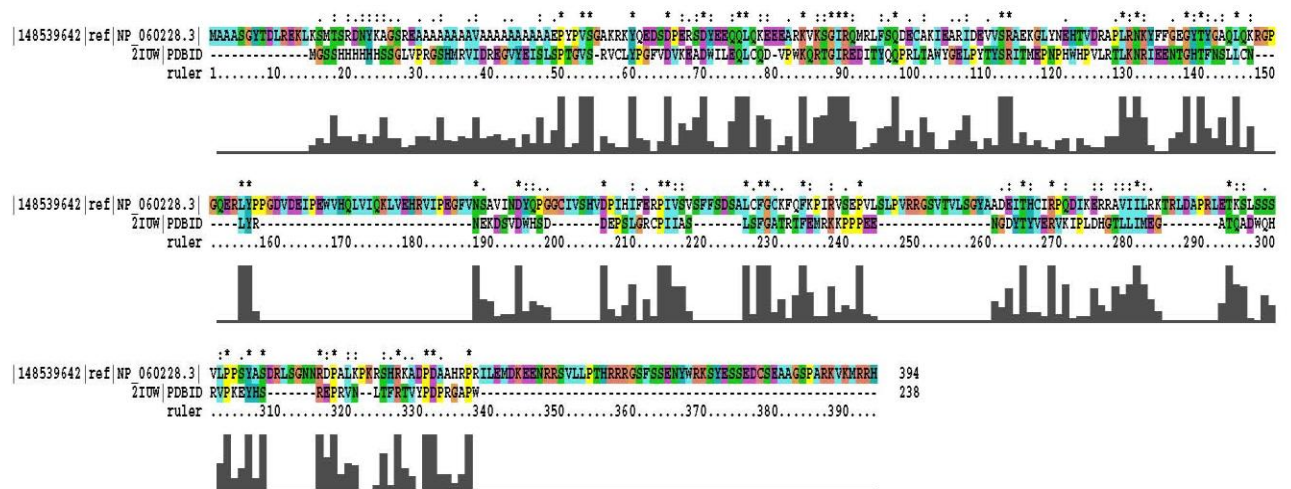 |148539642|ref|NP_060228.3| MAAASGYTDLREKLKSMTSRDNYKAGSREAAAAAAAAVAAAAAAAAAAEPYPVSGAKRKYQEDSDPERSDYEEQQLQKEEEARKVKSGIRQMRLFSQDECAKIEARIDEVVSRAEKGLYNEHTVDRAPLRNKYFFGEGYTYGAQLQKRGP
2IUW|PDBID ---------------MGSSHHHHHHSSGLVPRGSHMRVIDREGVYEISLSPTGVS-RVCLYPGFVDVKEADWILEQLCQD-VPWKQRTGIREDITYQQPRLTAWYGELPYTYSRITMEPNPHWHPVLRTLKNRIEENTGHTFNSLLCN---
ruler 1.......10........20........30........40........50........60........70........80........90.......100.......110.......120.......130.......140.......150
|148539642|ref|NP_060228.3| GQERLYPPGDVDEIPEWVHQLVIQKLVEHRVIPEGFVNSAVINDYQPGGCIVSHVDPIHIFERPIVSVSFFSDSALCFGCKFQFKPIRVSEPVLSLPVRRGSVTVLSGYAADEITHCIRPQDIKERRAVIILRKTRLDAPRLETKSLSSS
2IUW|PDBID ----LYR------------------------------NEKDSVDWHSD-------DEPSLGRCPIIAS--------LSFGATRTFEMRKKPPPEE----------------NGDYTYVERVKIPLDHGTLLIMEG--------ATQADWQH
ruler .......160.......170.......180.......190.......200.......210.......220.......230.......240.......250.......260.......270.......280.......290.......300
|148539642|ref|NP_060228.3| VLPPSYASDRLSGNNRDPALKPKRSHRKADPDAAHRPRILEMDKEENRRSVLLPTHRRRGSFSSENYWRKSYESSEDCSEAAGSPARKVKMRRH 394
2IUW|PDBID RVPKEYHS-------REPRVN--LTFRTVYPDPRGAPW-------------------------------------------------------- 238
ruler .......310.......320.......330.......340.......350.......360.......370.......380.......390....